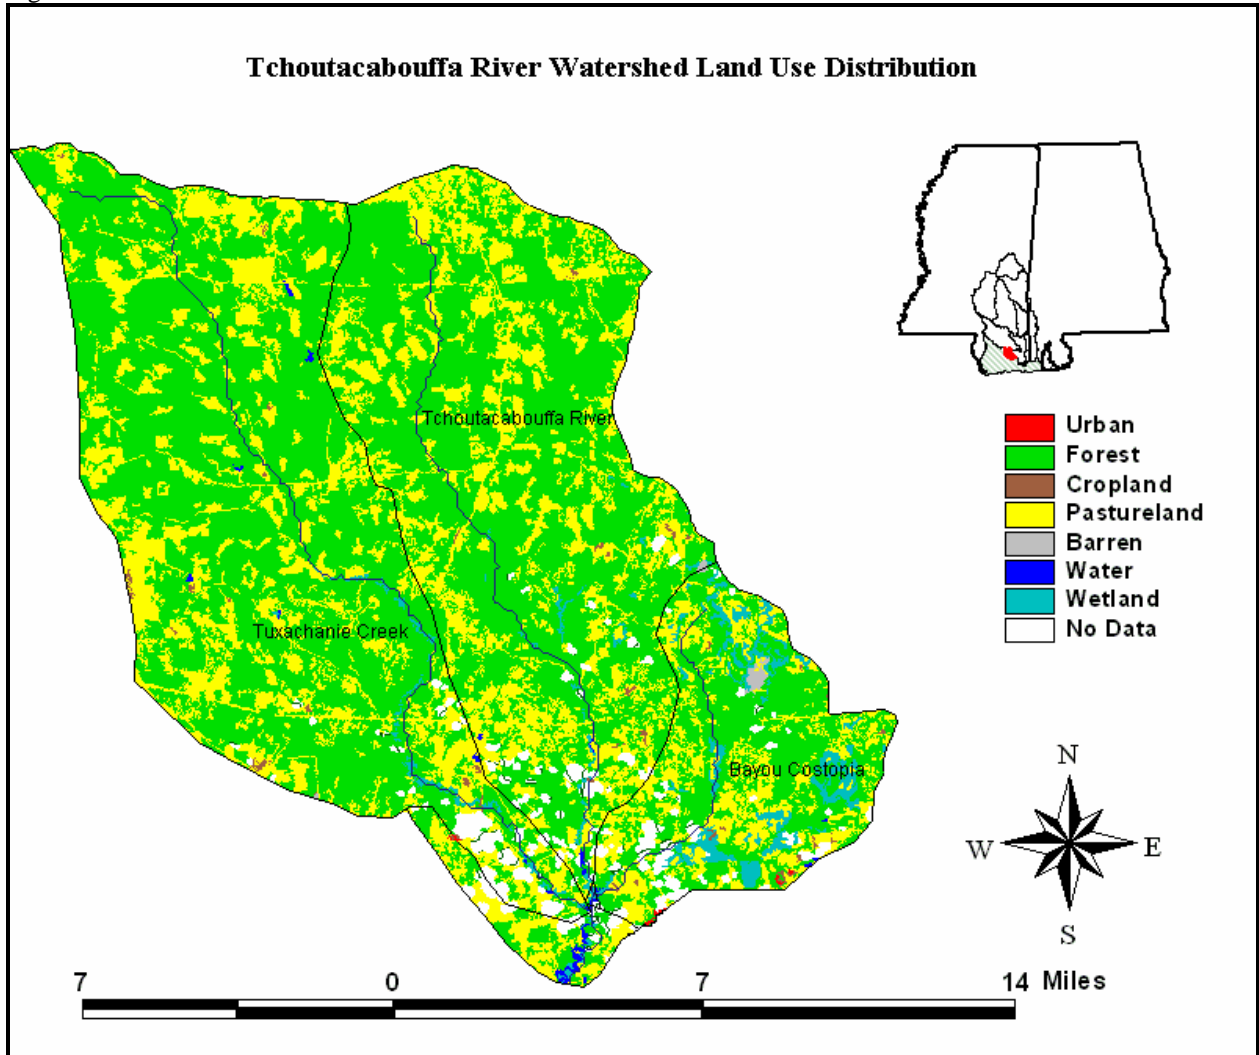 Tchoutacabouffa River Watershed Land Use Distribution
Tchoutacabouffa River
Tuxachanie Creek
Bayou Costopia
Urban
Forest
Cropland
Pastureland
Barren
Water
Wetland
No Data
N
W E
S
7 0 7 14 Miles